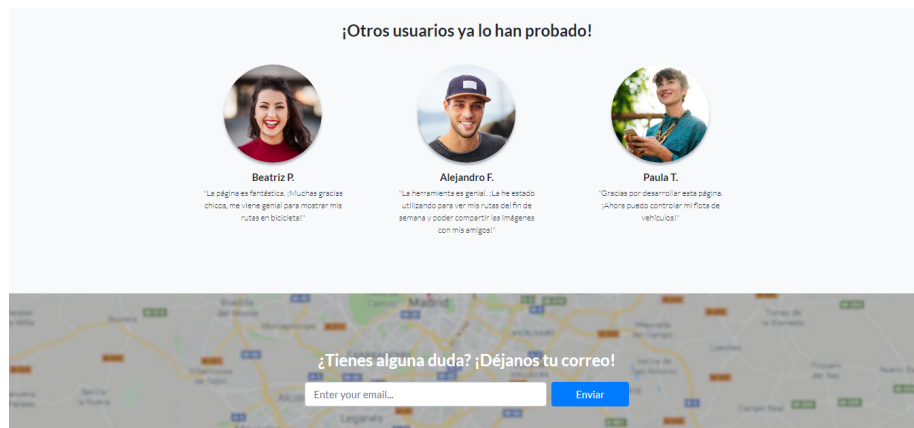 ¡Otros usuarios ya lo han probado!
Beatriz P.
Alejandro F.
Paula T.
"La página es fantástica. ¡Muchas gracias
chicos, me viene genial para mostrar mis
rutas en bicicleta!"
"La herramienta es genial. ¡La he estado
utilizando para ver mis rutas del fin de
semana y poder compartir las imágenes
con mis amigos!"
"Gracias por desarrollar esta página.
¡Ahora puedo controlar mi flota de
vehículos!"
Madrid
¿Tienes alguna duda? ¡Déjanos tu correo!
Enter your email...
Enviar
Leganés